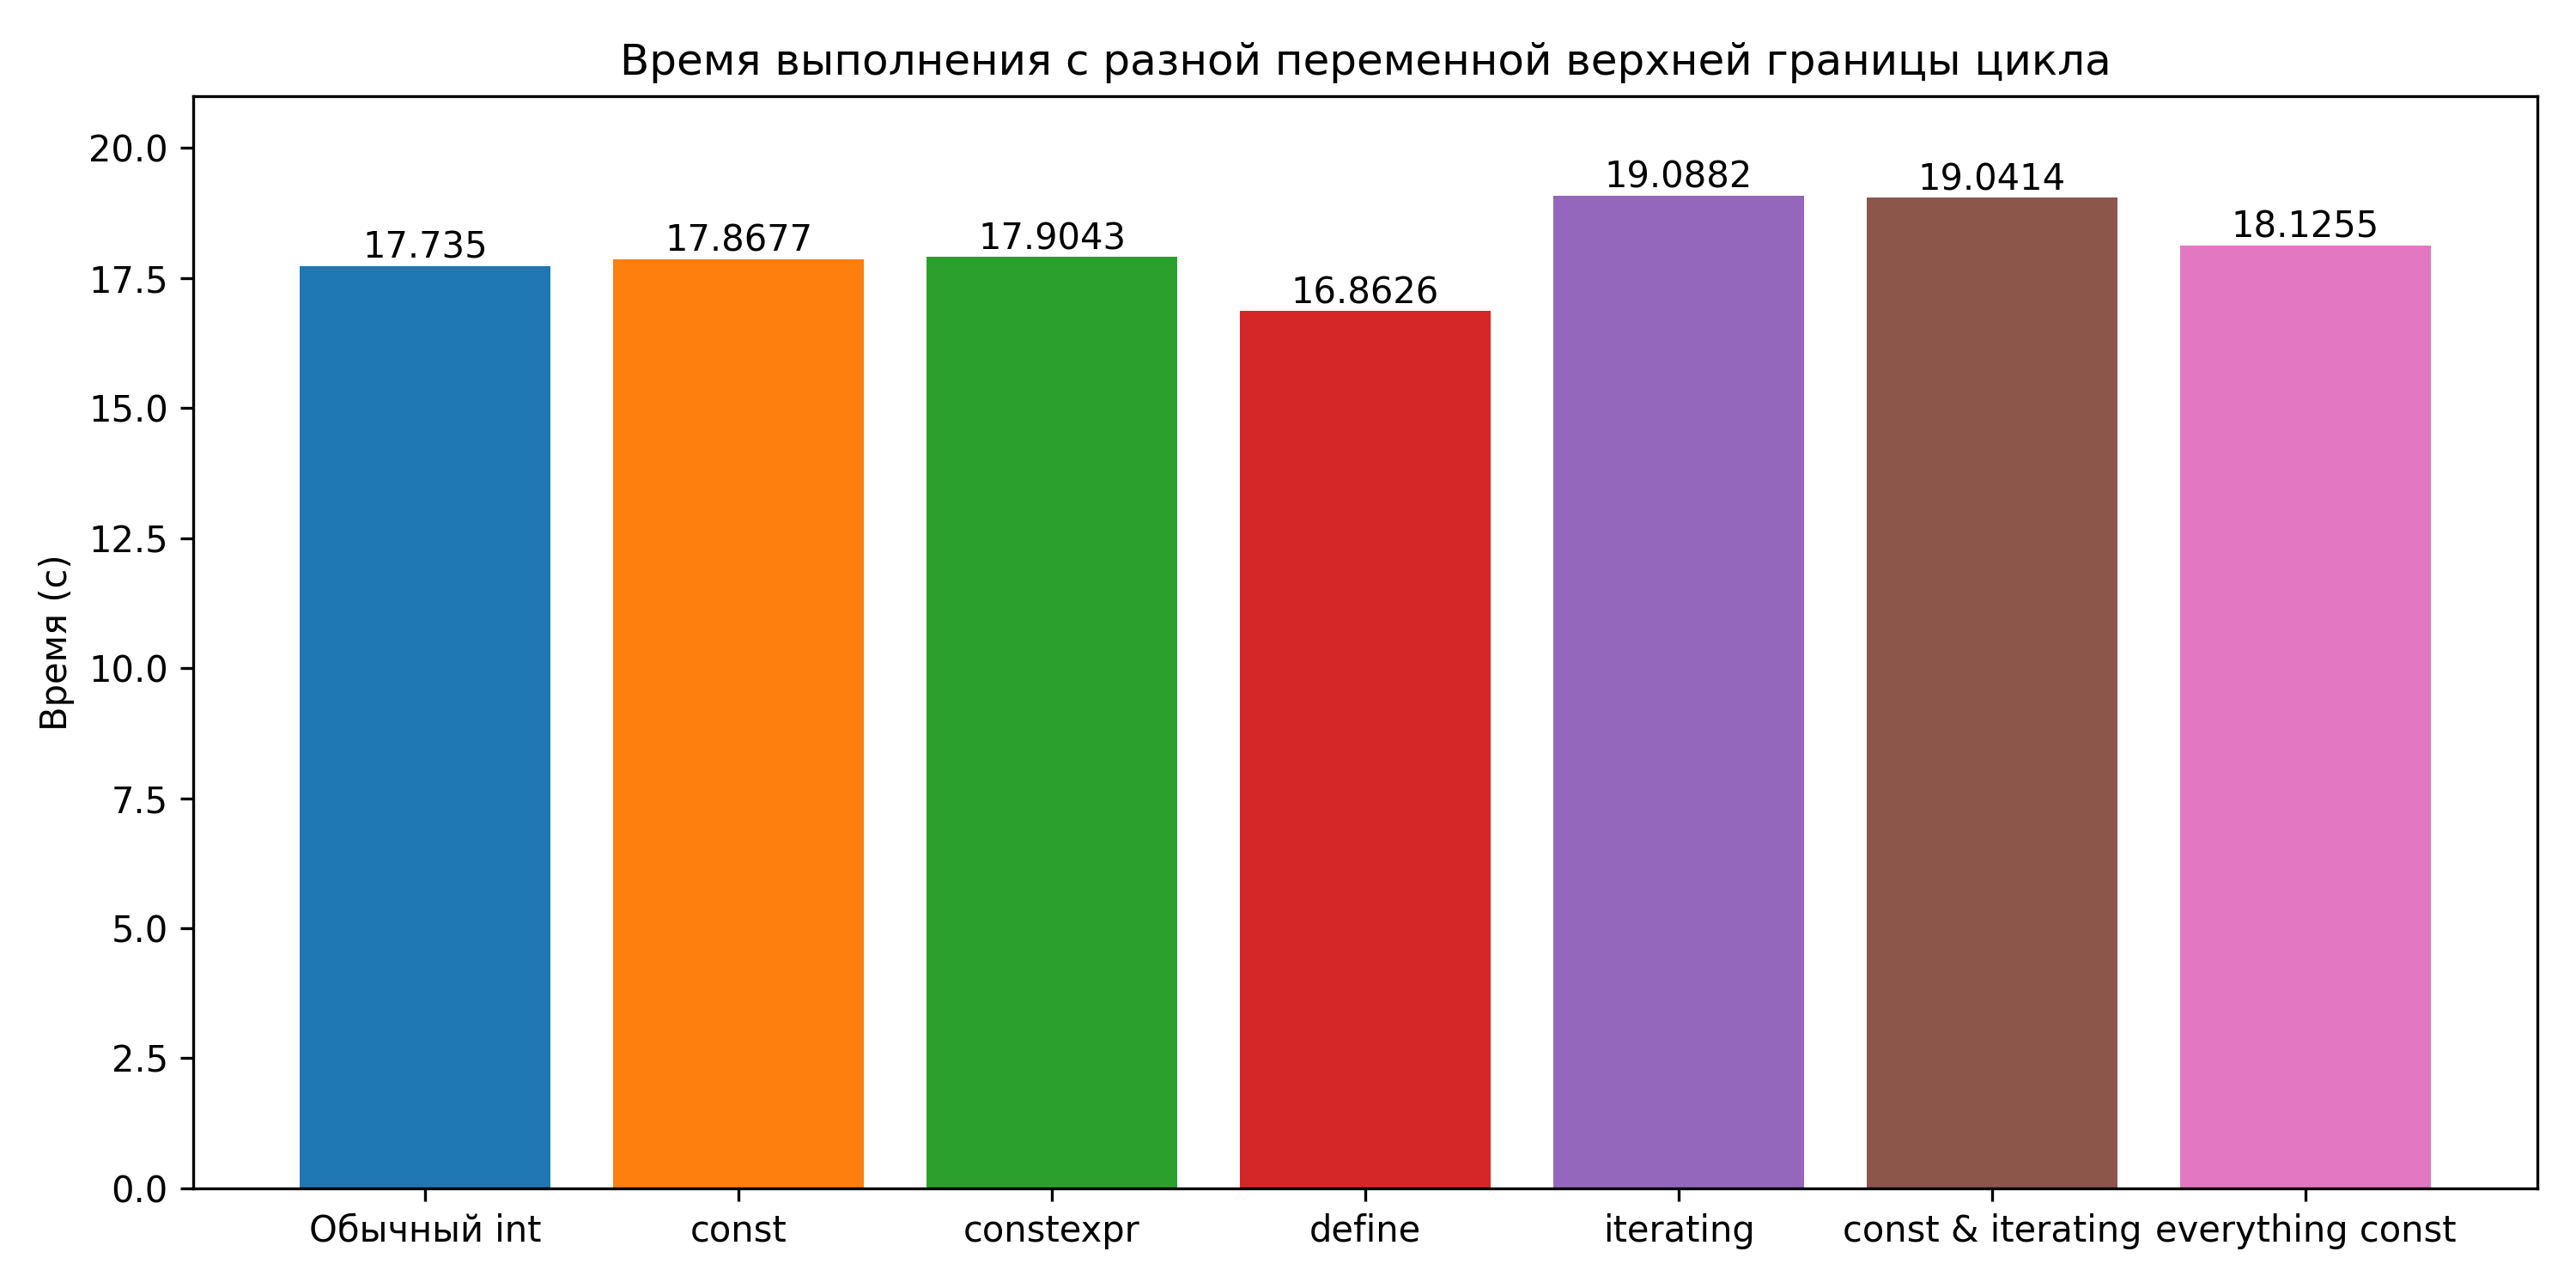 Время выполнения с разной переменной верхней границы цикла
Время (с)
20.0
17.5
15.0
12.5
10.0
7.5
5.0
2.5
0.0
17.735
17.8677
17.9043
16.8626
19.0882
19.0414
18.1255
Обычный int
const
constexpr
define
iterating
const & iterating
everything const